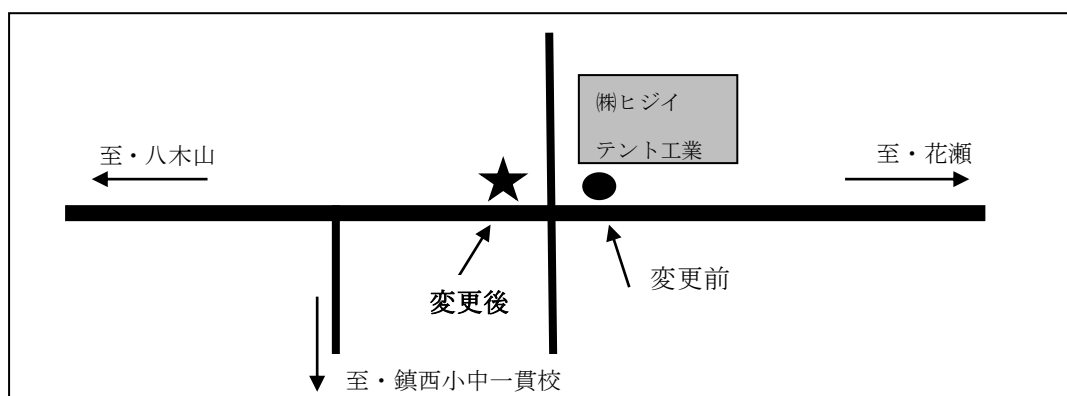 ㈱ヒジイ
テント工業
至・八木山
至・花瀬
変更後
変更前
至・鎮西小中一貫校